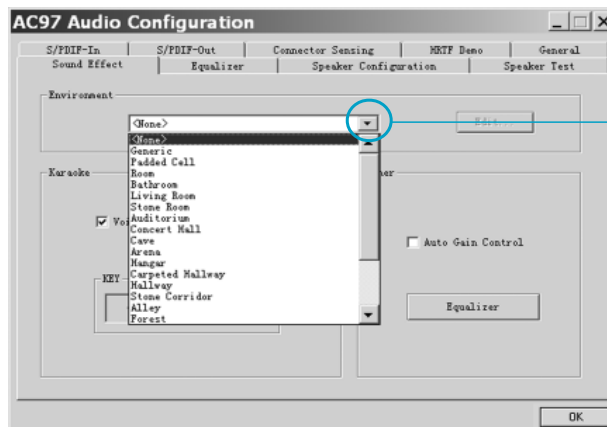 AC97 Audio Configuration
S/PDIF-In S/PDIF-Out Connector Sensing HRTF Demo General
Sound Effect Equalizer Speaker Configuration Speaker Test
Environment
<None> Edit...
<None>
Generic
Padded Cell
Room
Bathroom
Living Room
Stone Room
Auditorium
Concert Hall
Cave
Arena
Hangar
Carpeted Hallway
Hallway
Stone Corridor
Alley
Forest
Karaoke
Auto Gain Control
KEY
Equalizer
OK